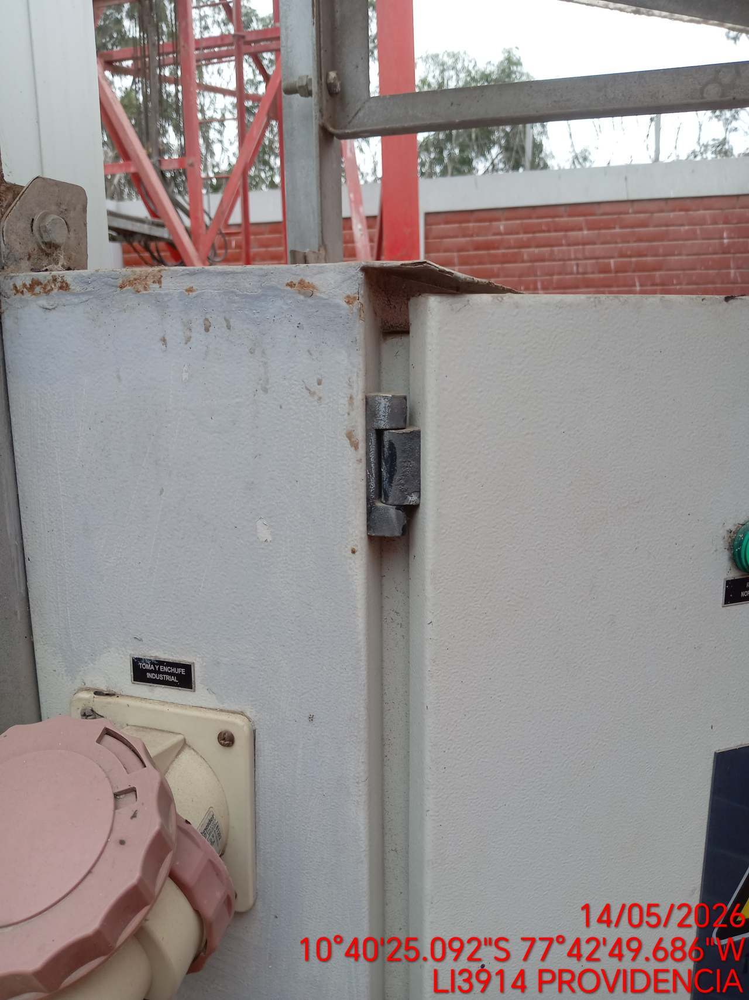 TOMA Y ENCHUFE
INDUSTRIAL
14/05/2026
10°40'25.092"S 77°42'49.686"W
LI3914 PROVIDENCIA